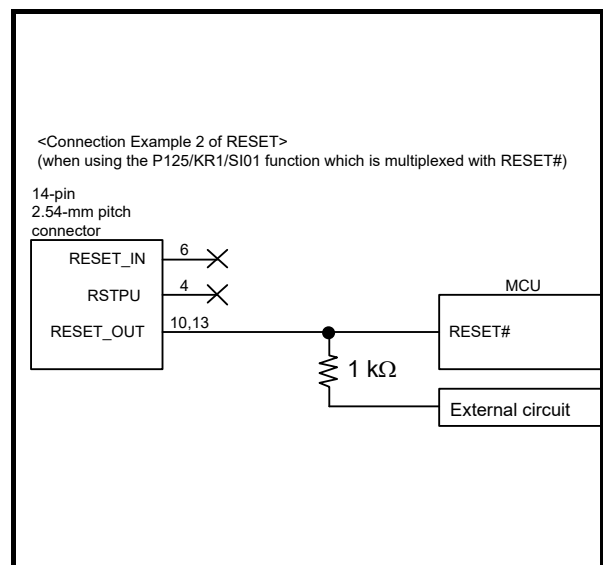 <Connection Example 2 of RESET>
(when using the P125/KR1/SI01 function which is multiplexed with RESET#)
14-pin
2.54-mm pitch
connector
RESET_IN
6
RSTPU
4
RESET_OUT
10,13
MCU
RESET#
1 kΩ
External circuit